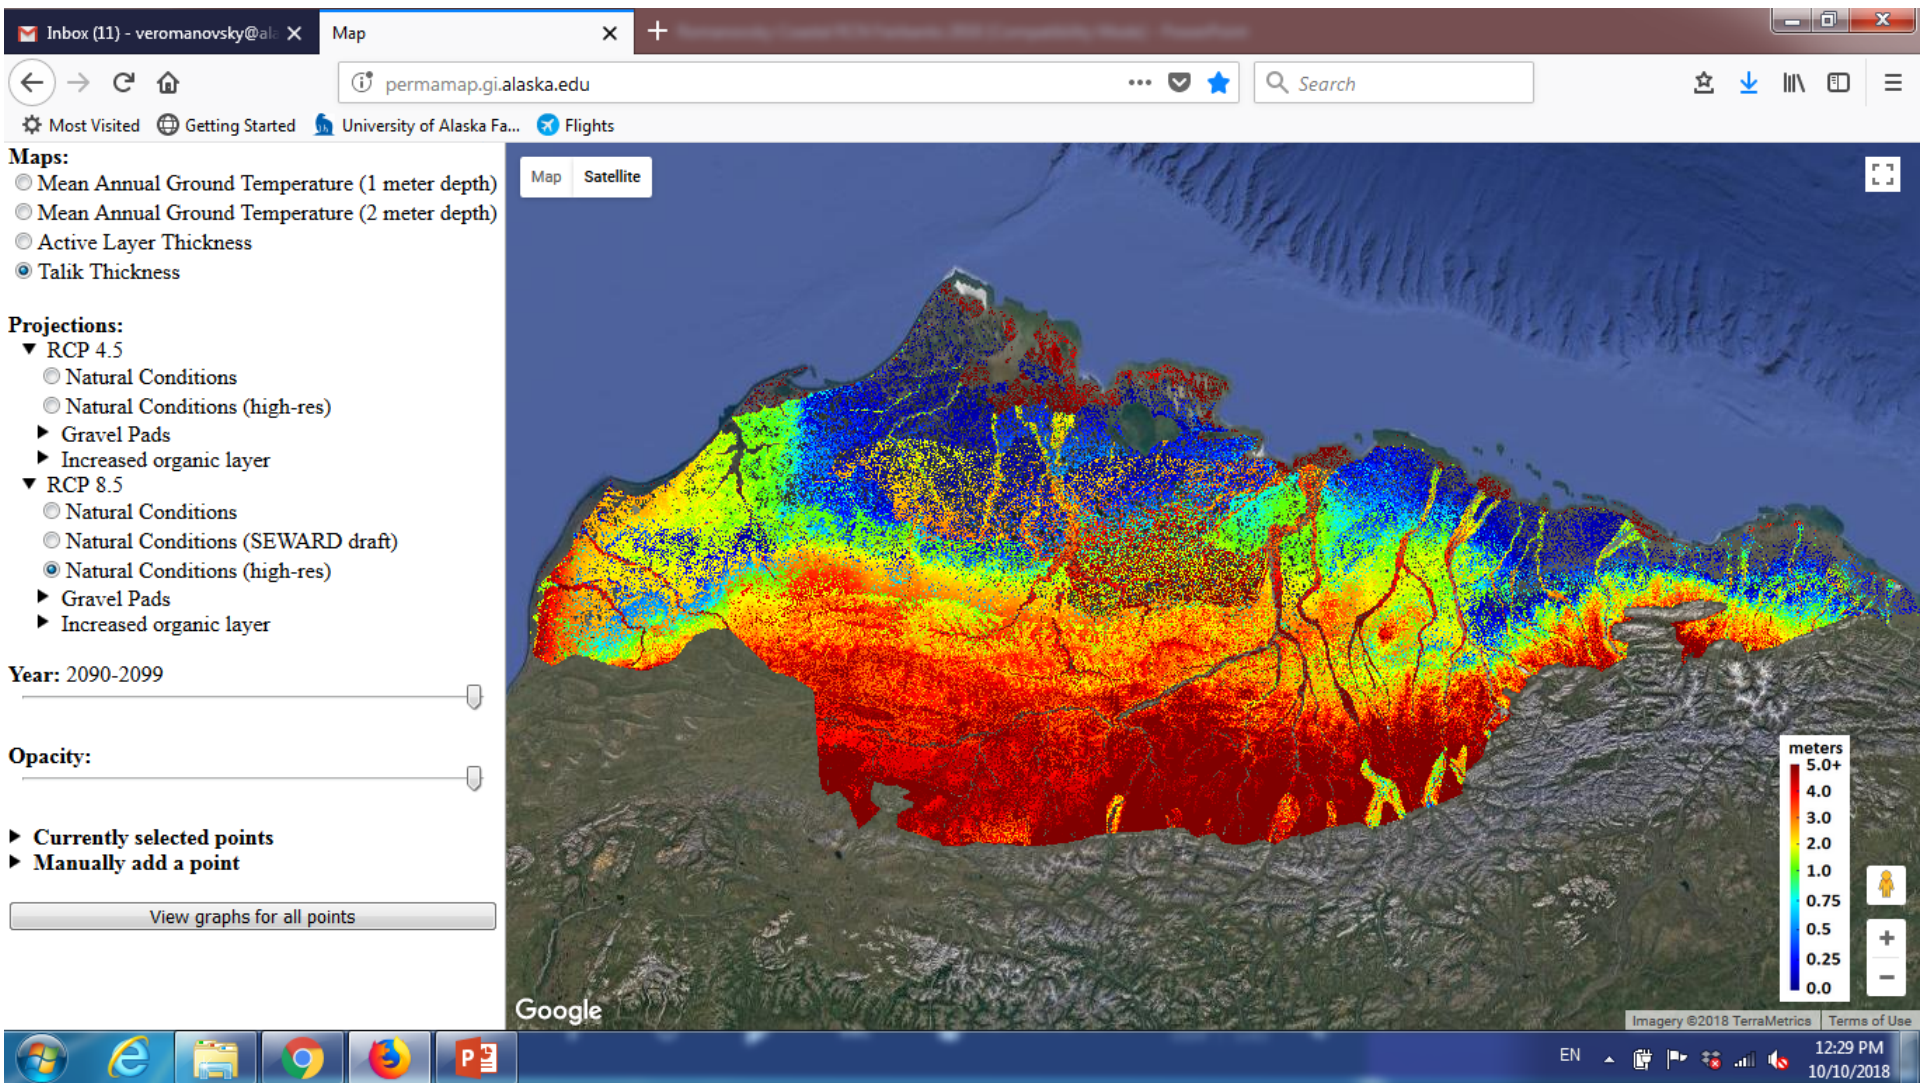 Inbox (11) - veromanovsky@ala
Map
permamap.gi.alaska.edu
Search
Most Visited
Getting Started
University of Alaska Fa...
Flights
Maps:
Mean Annual Ground Temperature (1 meter depth)
Mean Annual Ground Temperature (2 meter depth)
Active Layer Thickness
Talik Thickness
Projections:
RCP 4.5
Natural Conditions
Natural Conditions (high-res)
Gravel Pads
Increased organic layer
RCP 8.5
Natural Conditions
Natural Conditions (SEWARD draft)
Natural Conditions (high-res)
Gravel Pads
Increased organic layer
Year: 2090-2099
Opacity:
Currently selected points
Manually add a point
View graphs for all points
Map
Satellite
meters
5.0+
4.0
3.0
2.0
1.0
0.75
0.5
0.25
0.0
Google
Imagery ©2018 TerraMetrics
Terms of Use
EN
12:29 PM
10/10/2018